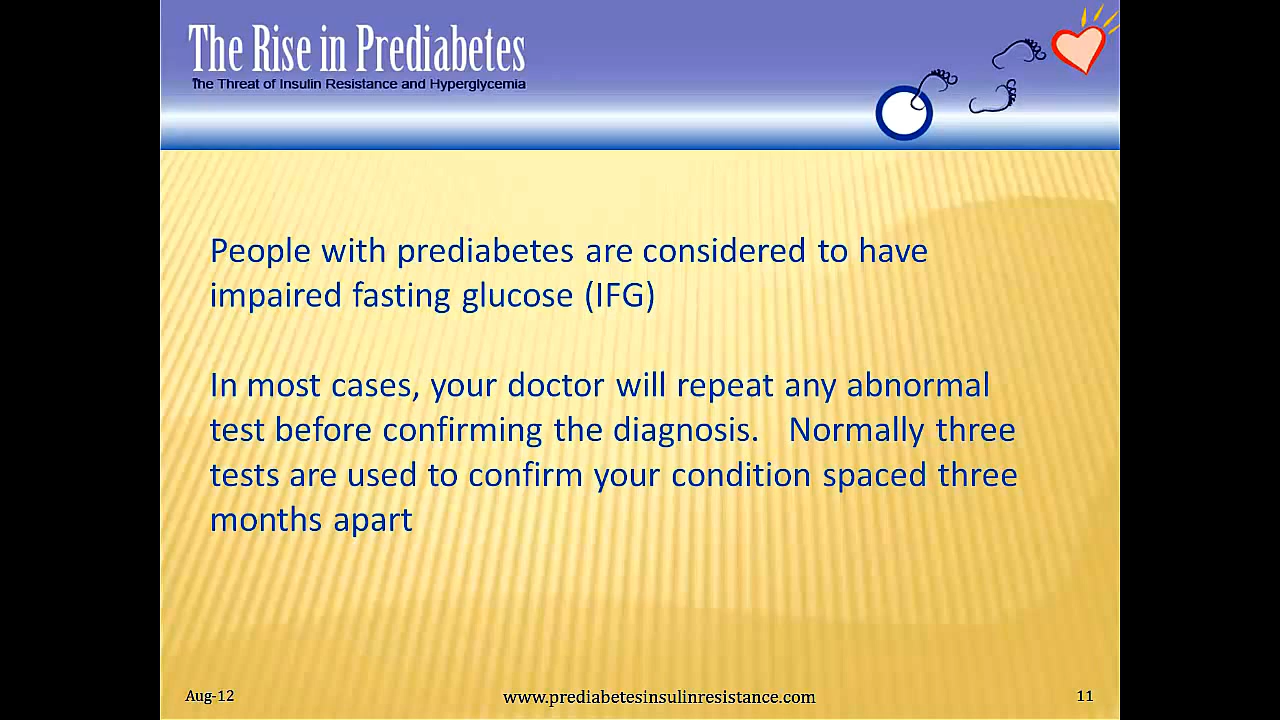 The Rise in Prediabetes
The Threat of Insulin Resistance and Hyperglycemia
People with prediabetes are considered to have
impaired fasting glucose (IFG)
In most cases, your doctor will repeat any abnormal
test before confirming the diagnosis.   Normally three
tests are used to confirm your condition spaced three
months apart
Aug-12
www.prediabetesinsulinresistance.com
11